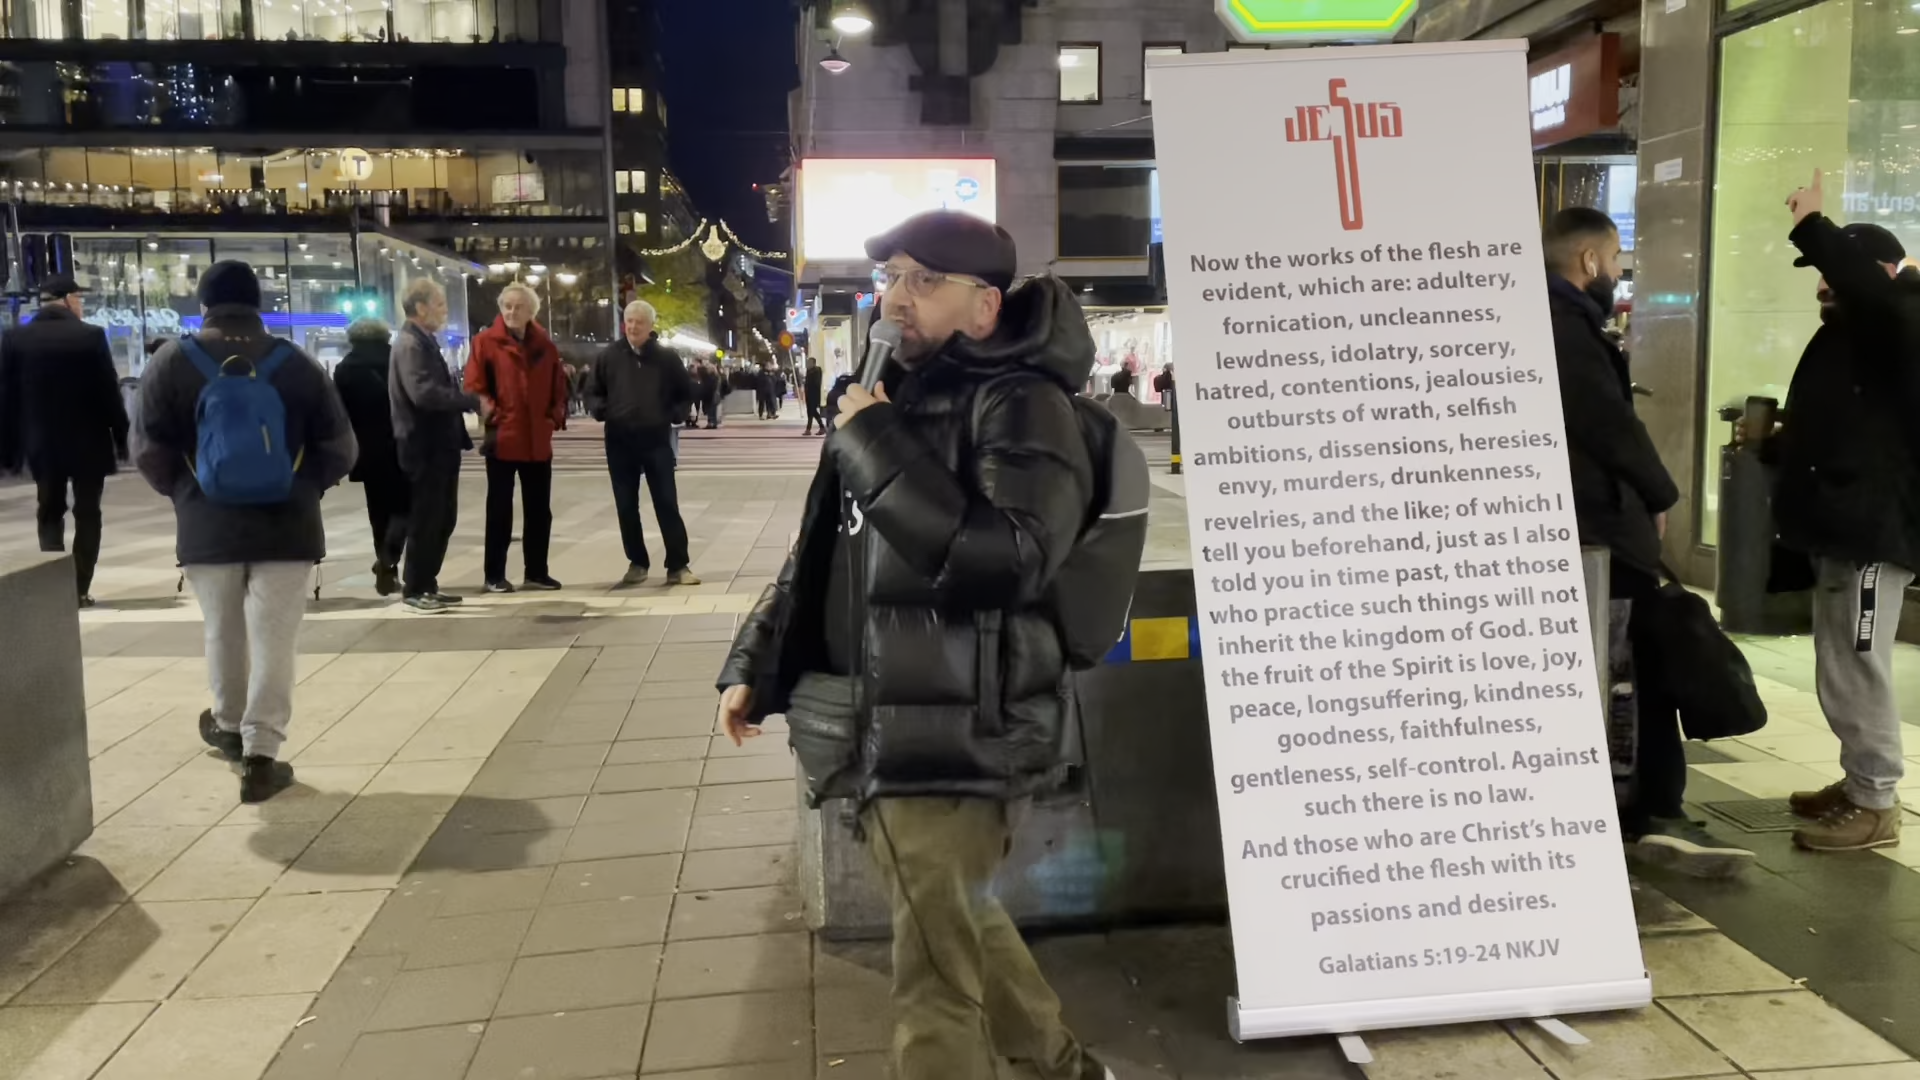 JESUS
Now the works of the flesh are
evident, which are: adultery,
fornication, uncleanness,
lewdness, idolatry, sorcery,
hatred, contentions, jealousies,
outbursts of wrath, selfish
ambitions, dissensions, heresies,
envy, murders, drunkenness,
revelries, and the like; of which I
tell you beforehand, just as I also
told you in time past, that those
who practice such things will not
inherit the kingdom of God. But
the fruit of the Spirit is love, joy,
peace, longsuffering, kindness,
goodness, faithfulness,
gentleness, self-control. Against
such there is no law.
And those who are Christ's have
crucified the flesh with its
passions and desires.
Galatians 5:19-24 NKJV
T
PUMA